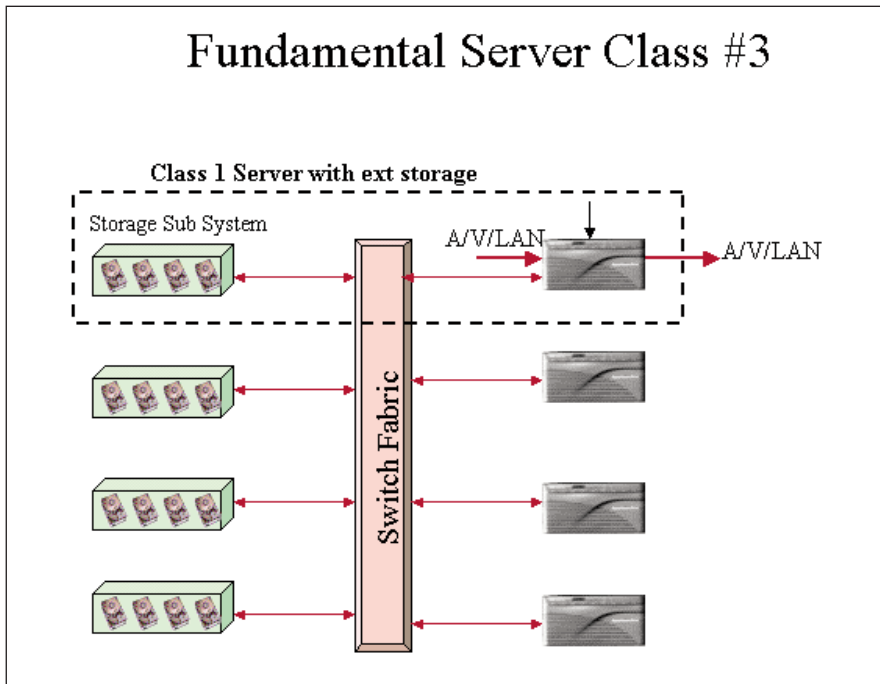 Fundamental Server Class #3
Class 1 Server with ext storage
Storage Sub System
A/V/LAN
A/V/LAN
Switch Fabric